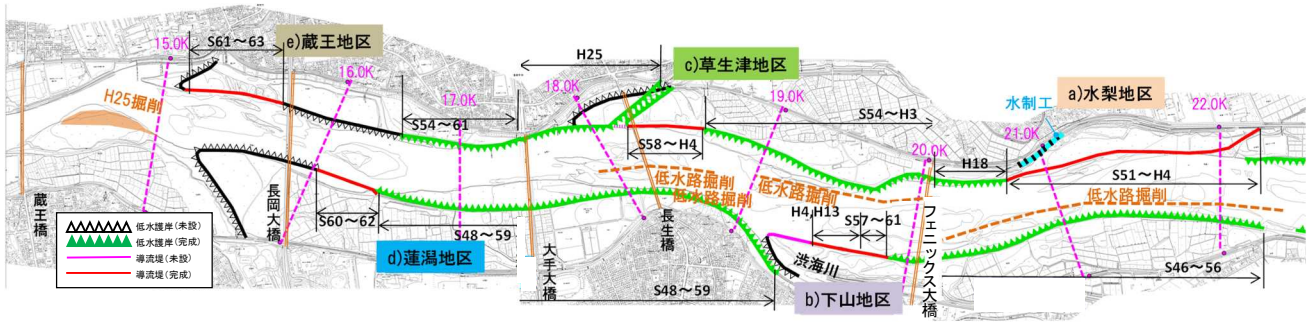 15.0K
S61～63
e)蔵王地区
16.0K
H25掘削
17.0K
S54～61
H25
18.0K
c)草生津地区
19.0K
S54～H3
S58～H4
水制工
a)水梨地区
22.0K
21.0K
20.0K
H18
S51～H4
低水路掘削
低水路掘削
低水路掘削
低水路掘削
蔵王橋
長岡大橋
S60～62
S48～59
d)蓮潟地区
大手大橋
長生橋
H4
H13
S57～61
フェニックス大橋
渋海川
b)下山地区
S48～59
S46～56
低水護岸(未設)
低水護岸(完成)
導流堤(未設)
導流堤(完成)